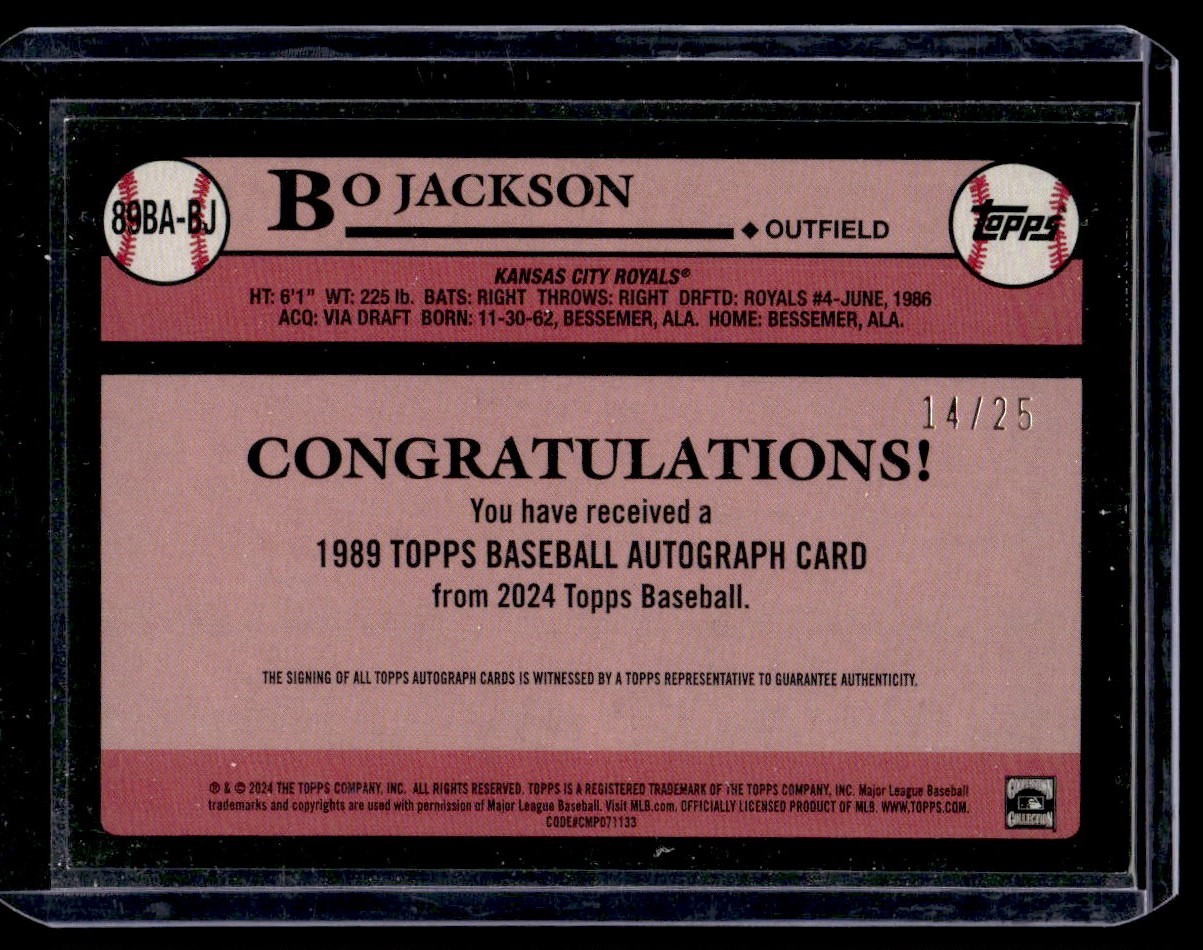 89BA-BJ
BO JACKSON
◆ OUTFIELD
topps
KANSAS CITY ROYALS®
HT: 6'1" WT: 225 lb. BATS: RIGHT THROWS: RIGHT DRFTD: ROYALS #4-JUNE, 1986
ACQ: VIA DRAFT BORN: 11-30-62, BESSEMER, ALA. HOME: BESSEMER, ALA.
14/25
CONGRATULATIONS!
You have received a
1989 TOPPS BASEBALL AUTOGRAPH CARD
from 2024 Topps Baseball.
THE SIGNING OF ALL TOPPS AUTOGRAPH CARDS IS WITNESSED BY A TOPPS REPRESENTATIVE TO GUARANTEE AUTHENTICITY.
® & © 2024 THE TOPPS COMPANY, INC. ALL RIGHTS RESERVED. TOPPS IS A REGISTERED TRADEMARK OF THE TOPPS COMPANY, INC. Major League Baseball
trademarks and copyrights are used with permission of Major League Baseball. Visit MLB.com. OFFICIALLY LICENSED PRODUCT OF MLB. WWW.TOPPS.COM.
CODE#CMP071133
COLLECTION